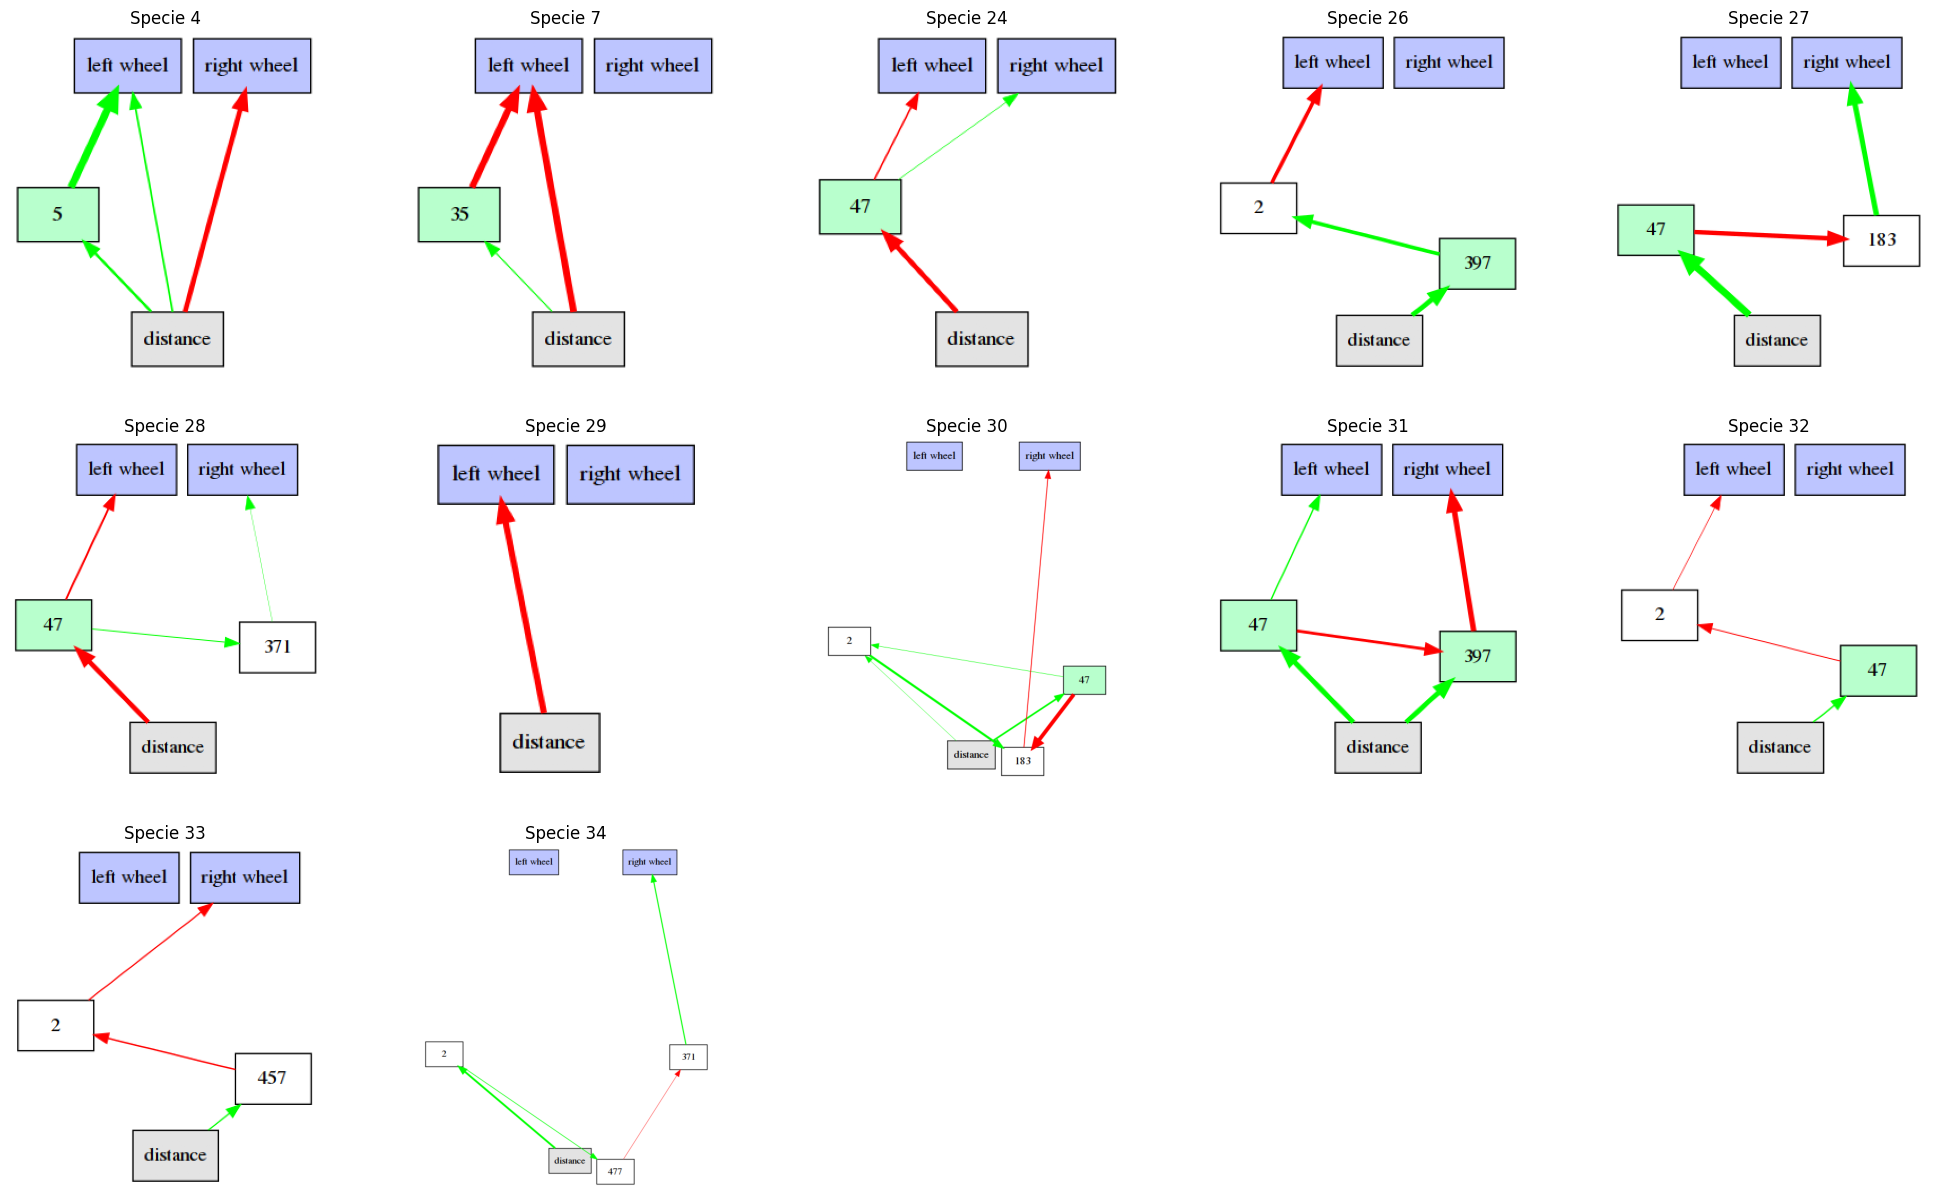 Specie 4
left wheel
right wheel
5
distance
Specie 7
left wheel
right wheel
35
distance
Specie 24
left wheel
right wheel
47
distance
Specie 26
left wheel
right wheel
2
397
distance
Specie 27
left wheel
right wheel
47
183
distance
Specie 28
left wheel
right wheel
47
371
distance
Specie 29
left wheel
right wheel
distance
Specie 30
left wheel
right wheel
2
47
distance
183
Specie 31
left wheel
right wheel
47
397
distance
Specie 32
left wheel
right wheel
2
47
distance
Specie 33
left wheel
right wheel
2
457
distance
Specie 34
left wheel
right wheel
2
371
distance
477